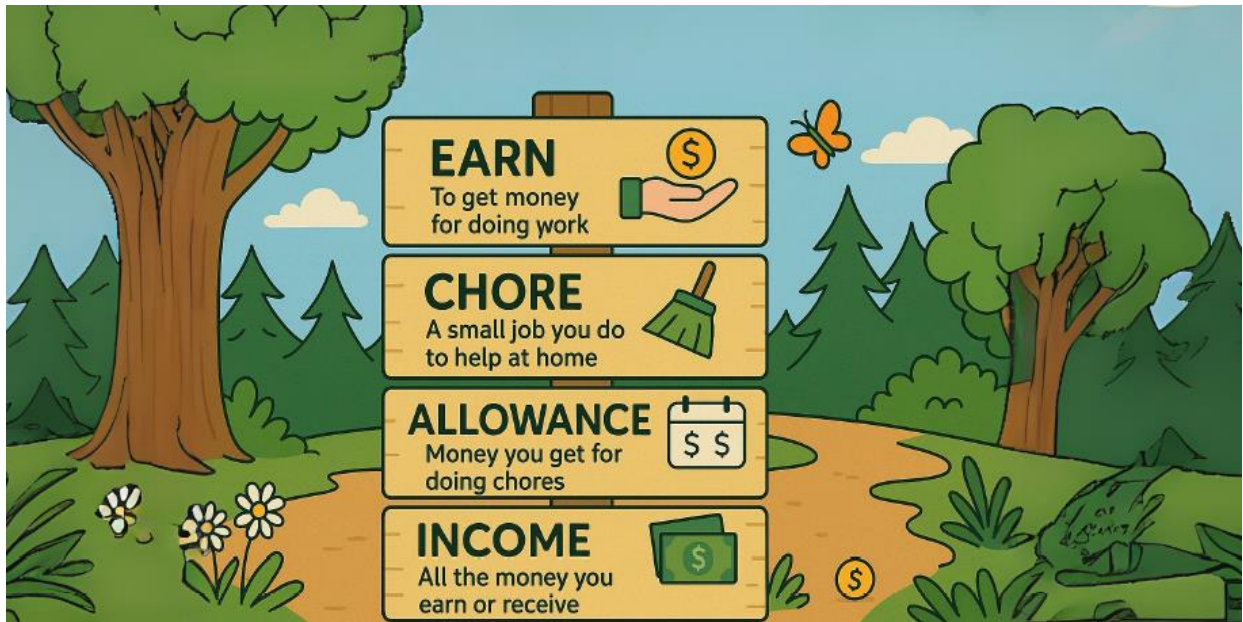 EARN
To get money
for doing work
$
CHORE
A small job you do
to help at home
ALLOWANCE
Money you get for
doing chores
$ $
INCOME
All the money you
earn or receive
$
$